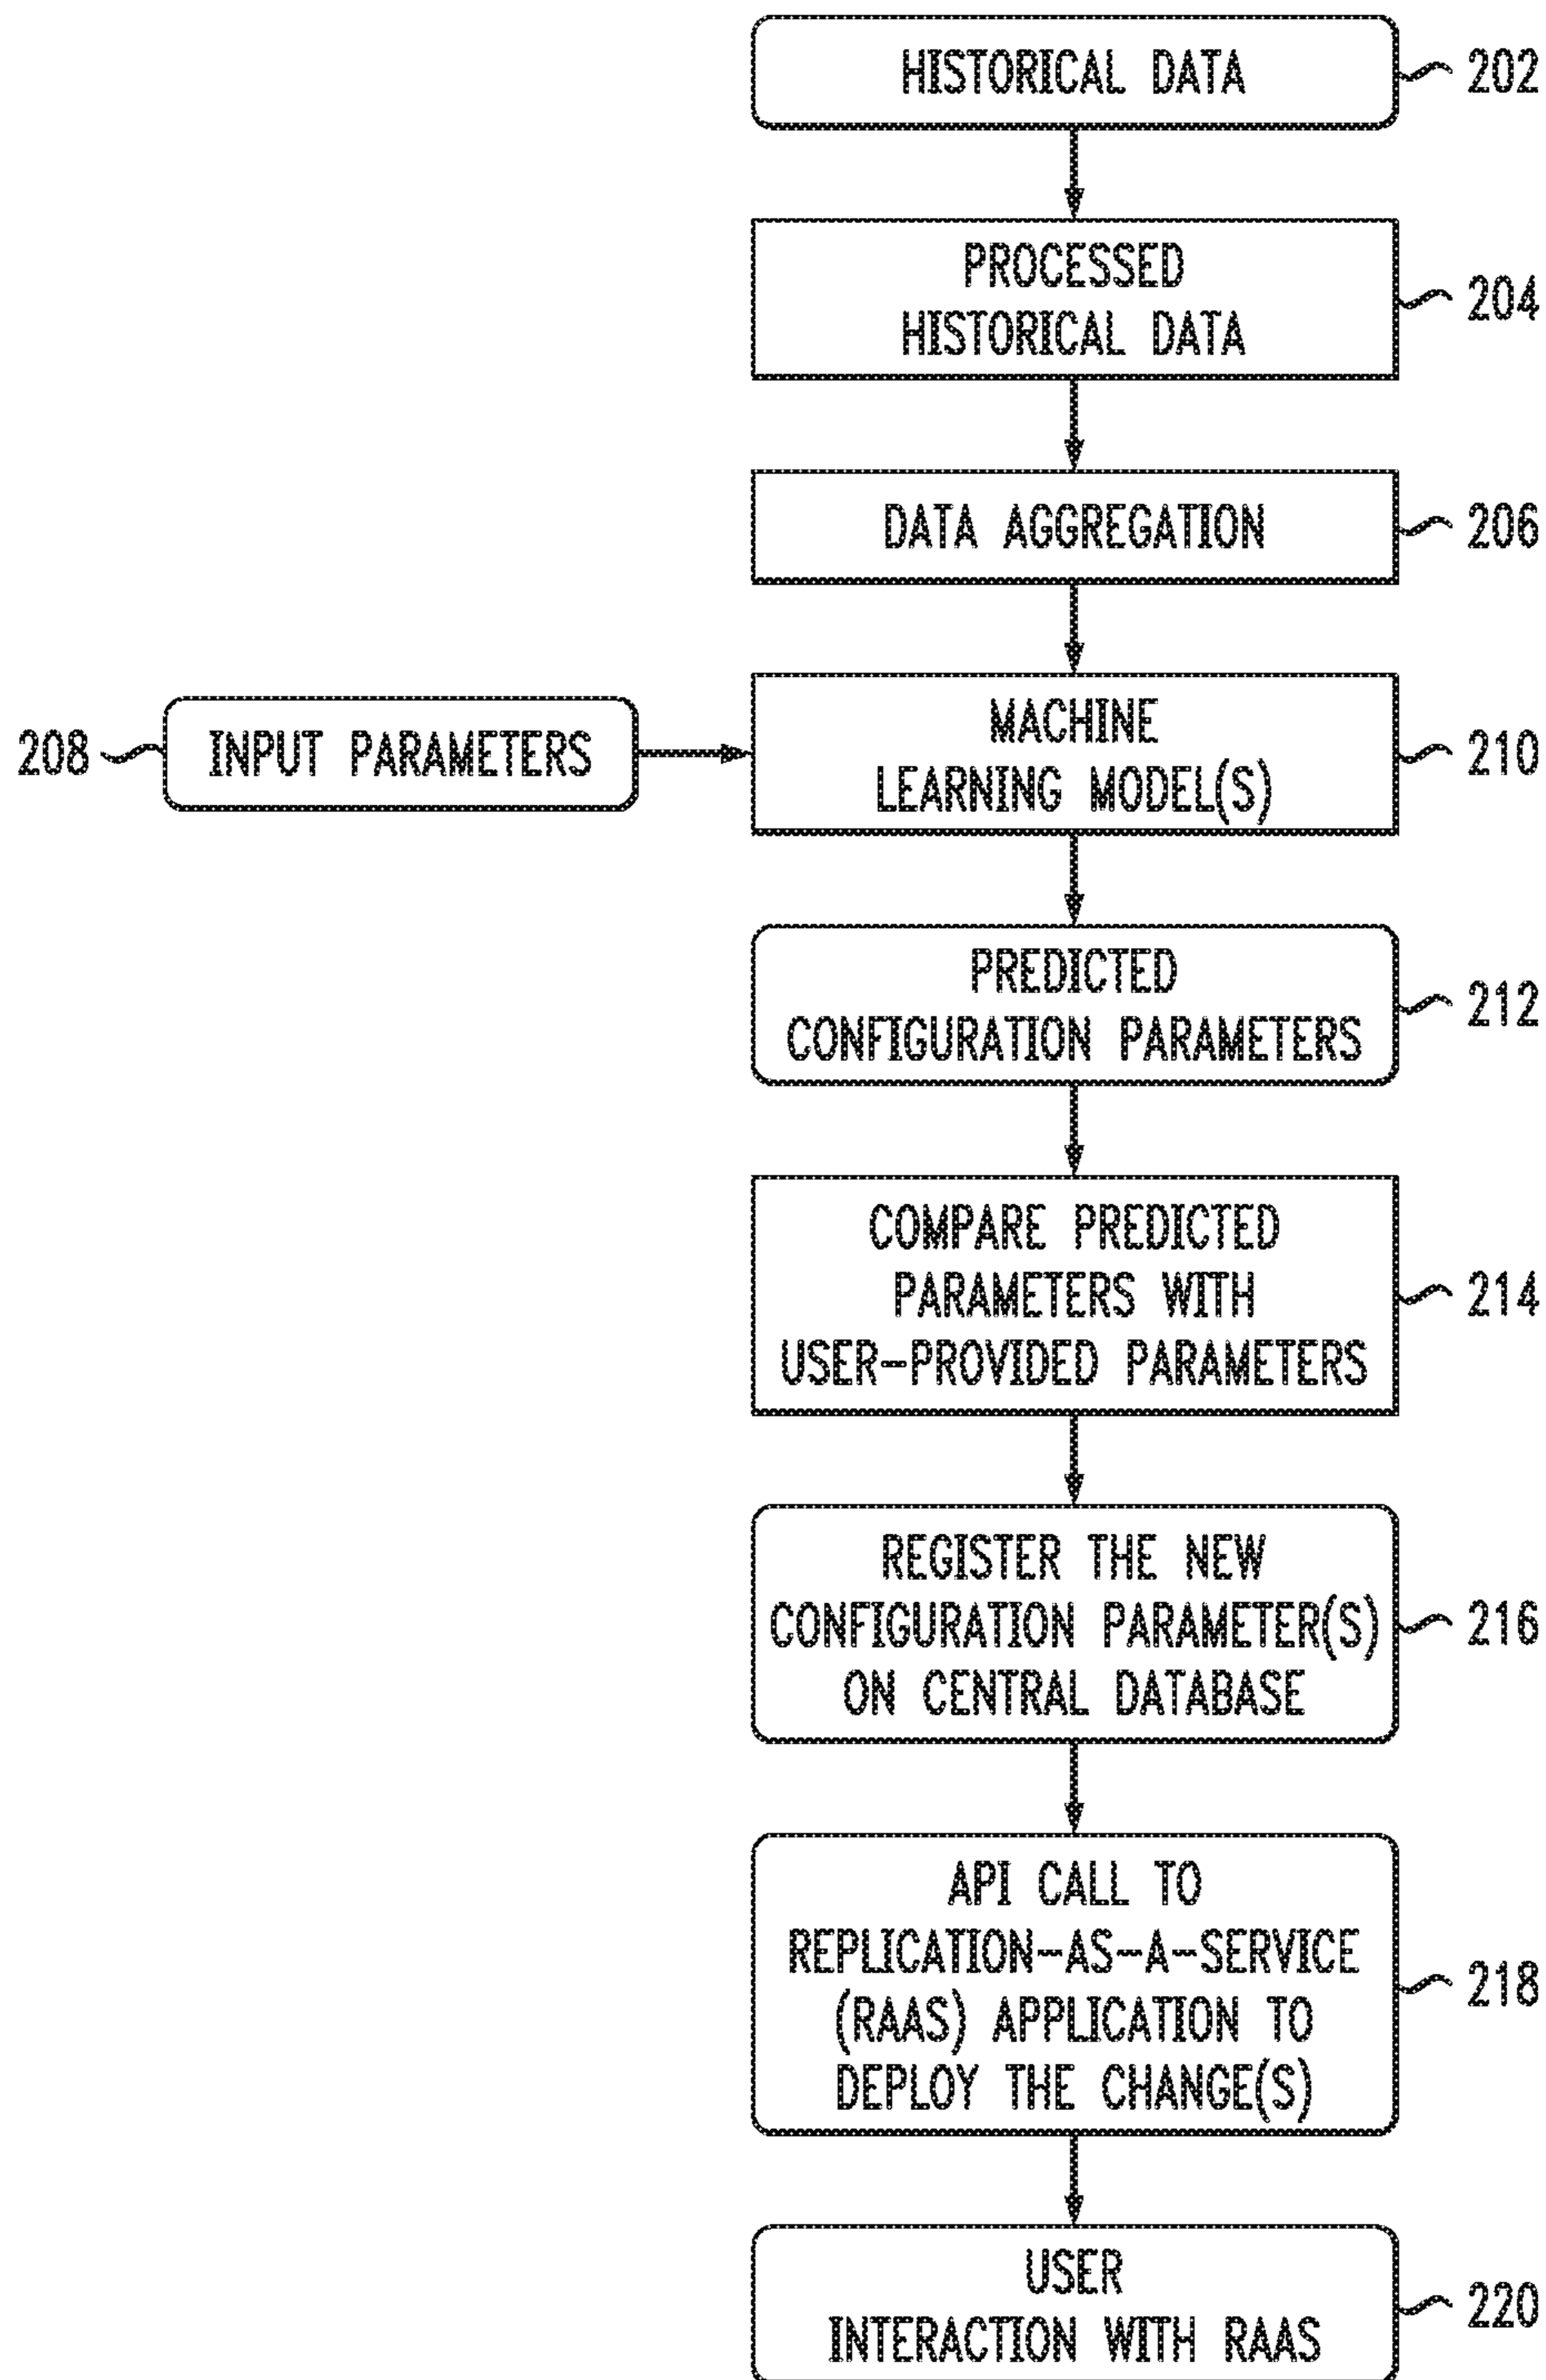 HISTORICAL DATA
202
PROCESSED
HISTORICAL DATA
204
DATA AGGREGATION
206
208
INPUT PARAMETERS
MACHINE
LEARNING MODEL(S)
210
PREDICTED
CONFIGURATION PARAMETERS
212
COMPARE PREDICTED
PARAMETERS WITH
USER-PROVIDED PARAMETERS
214
REGISTER THE NEW
CONFIGURATION PARAMETER(S)
ON CENTRAL DATABASE
216
API CALL TO
REPLICATION-AS-A-SERVICE
(RAAS) APPLICATION TO
DEPLOY THE CHANGE(S)
218
USER
INTERACTION WITH RAAS
220